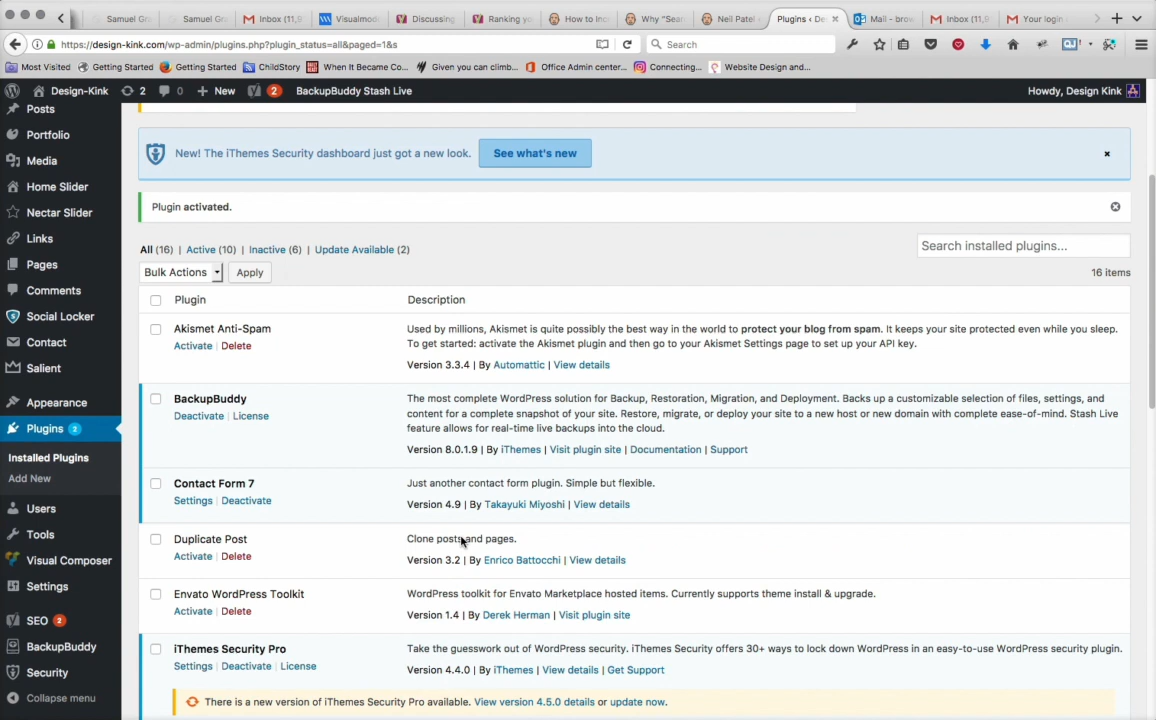 Samuel Gr
Samuel Gr
Inbox (11,9
Visualmod
Discussing
Ranking yo
How to Inc
Why "Sear
Neil Patel
Plugins ‹ De
Mail - brow
Inbox (11,9
Your login
https://design-kink.com/wp-admin/plugins.php?plugin_status=all&paged=1&s
Search
Most Visited
Getting Started
Getting Started
ChildStory
When It Became Co...
Given you can climb...
Office Admin center...
Connecting...
Website Design and...
Design-Kink
2
0
New
2
BackupBuddy Stash Live
Howdy, Design Kink
Posts
Portfolio
Media
Home Slider
Nectar Slider
Links
Pages
Comments
Social Locker
Contact
Salient
Appearance
Plugins 2
Installed Plugins
Add New
Users
Tools
Visual Composer
Settings
SEO 2
BackupBuddy
Security
Collapse menu
New! The iThemes Security dashboard just got a new look.
See what's new
Plugin activated.
All (16) | Active (10) | Inactive (6) | Update Available (2)
Search installed plugins...
Bulk Actions
Apply
16 items
Plugin
Description
Akismet Anti-Spam
Activate | Delete
Used by millions, Akismet is quite possibly the best way in the world to protect your blog from spam. It keeps your site protected even while you sleep.
To get started: activate the Akismet plugin and then go to your Akismet Settings page to set up your API key.
Version 3.3.4 | By Automattic | View details
BackupBuddy
Deactivate | License
The most complete WordPress solution for Backup, Restoration, Migration, and Deployment. Backs up a customizable selection of files, settings, and
content for a complete snapshot of your site. Restore, migrate, or deploy your site to a new host or new domain with complete ease-of-mind. Stash Live
feature allows for real-time live backups into the cloud.
Version 8.0.1.9 | By iThemes | Visit plugin site | Documentation | Support
Contact Form 7
Settings | Deactivate
Just another contact form plugin. Simple but flexible.
Version 4.9 | By Takayuki Miyoshi | View details
Duplicate Post
Activate | Delete
Clone posts and pages.
Version 3.2 | By Enrico Battocchi | View details
Envato WordPress Toolkit
Activate | Delete
WordPress toolkit for Envato Marketplace hosted items. Currently supports theme install & upgrade.
Version 1.4 | By Derek Herman | Visit plugin site
iThemes Security Pro
Settings | Deactivate | License
Take the guesswork out of WordPress security. iThemes Security offers 30+ ways to lock down WordPress in an easy-to-use WordPress security plugin.
Version 4.4.0 | By iThemes | View details | Get Support
There is a new version of iThemes Security Pro available. View version 4.5.0 details or update now.